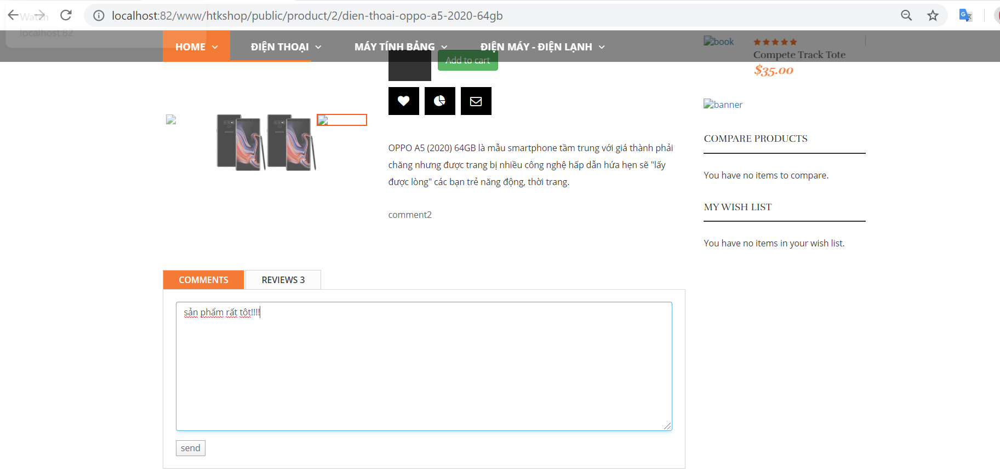 Watch
localhost:82/www/htkshop/public/product/2/dien-thoai-oppo-a5-2020-64gb
localhost:82
HOME ĐIỆN THOẠI MÁY TÍNH BẢNG ĐIỆN MÁY - ĐIỆN LẠNH
book
Compete Track Tote
$35.00
Add to cart
banner
COMPARE PRODUCTS
You have no items to compare.
MY WISH LIST
You have no items in your wish list.
OPPO A5 (2020) 64GB là mẫu smartphone tầm trung với giá thành phải
chăng nhưng được trang bị nhiều công nghệ hấp dẫn hứa hẹn sẽ "lấy
được lòng" các bạn trẻ năng động, thời trang.
comment2
COMMENTS REVIEWS 3
sản phẩm rất tôt!!!!
send